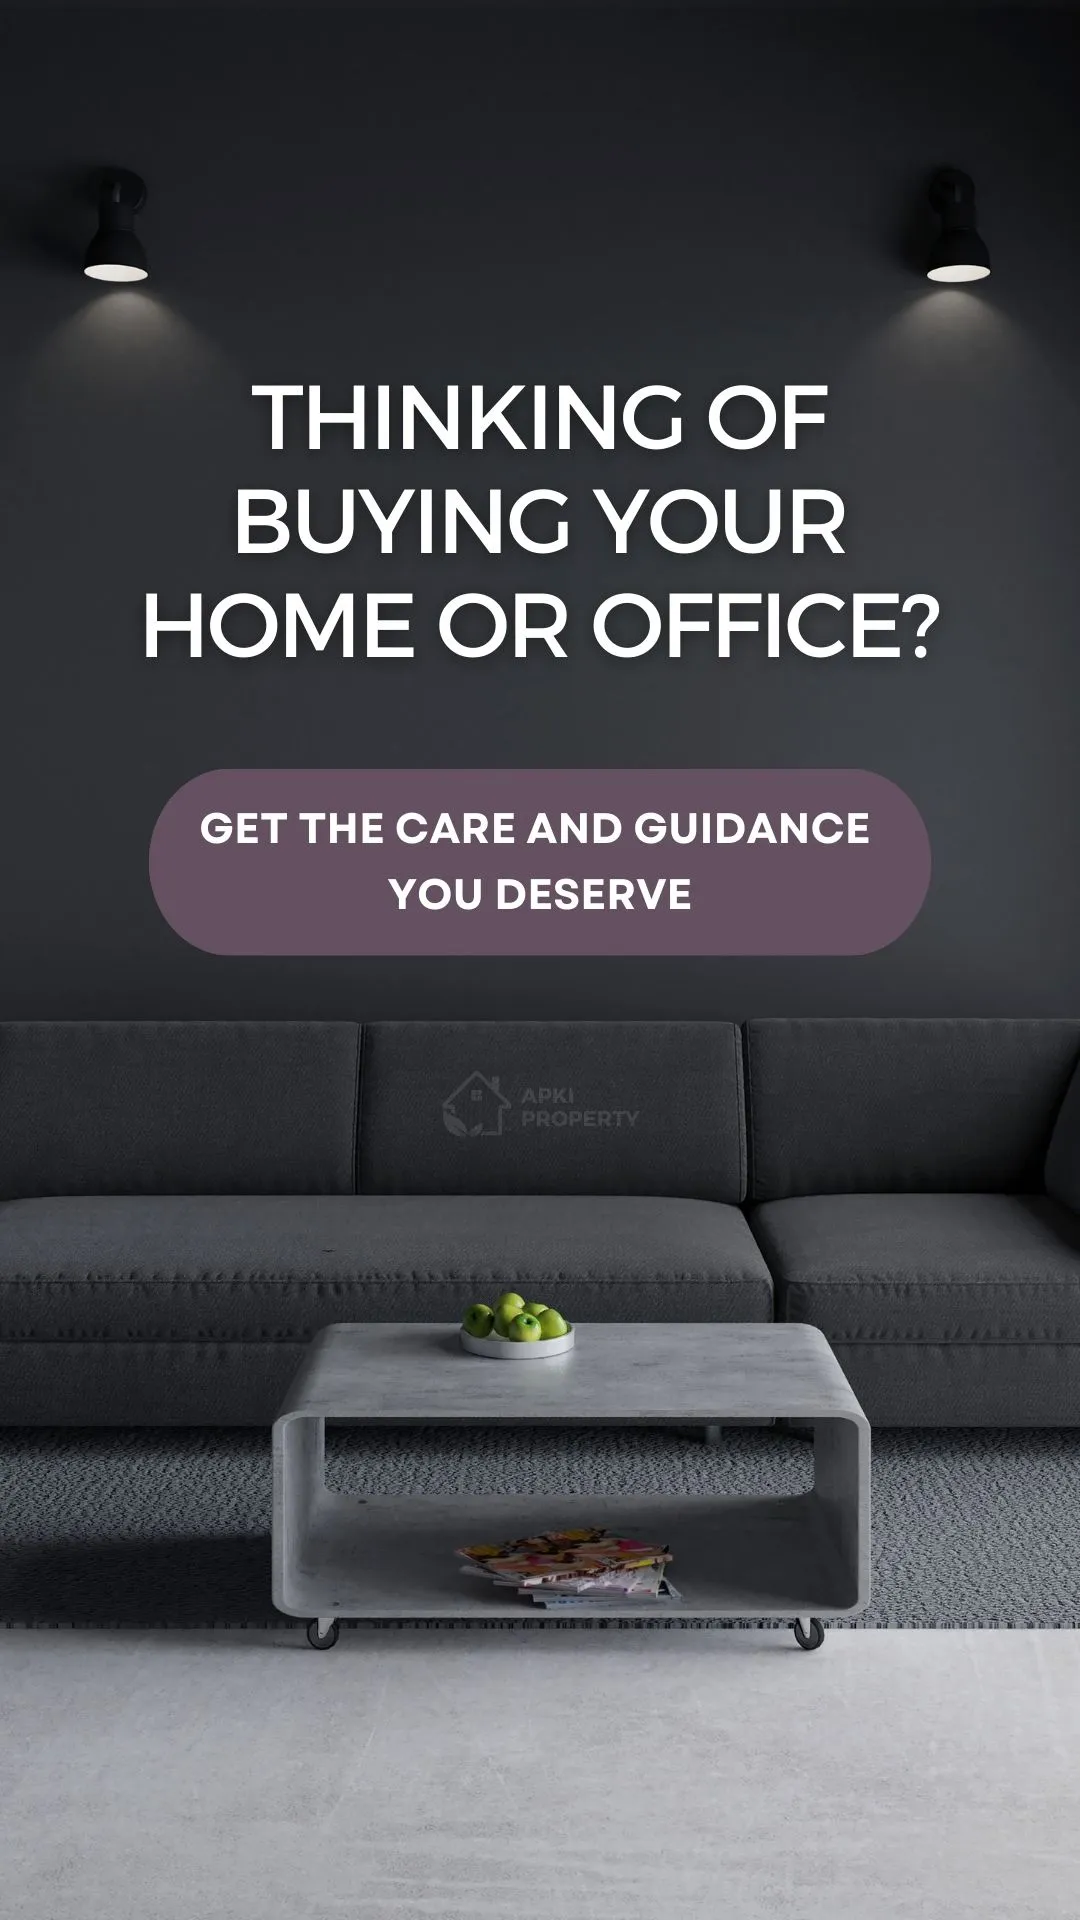 THINKING OF
BUYING YOUR
HOME OR OFFICE?
GET THE CARE AND GUIDANCE
YOU DESERVE
APKI
PROPERTY